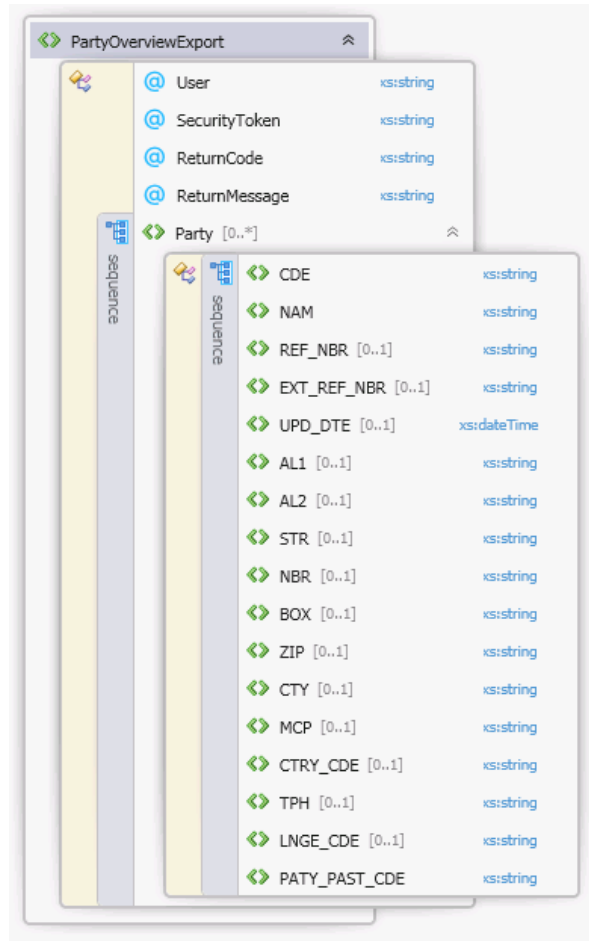 PartyOverviewExport
User xs:string
SecurityToken xs:string
ReturnCode xs:string
ReturnMessage xs:string
Party [0..*]
sequence
sequence
CDE xs:string
NAM xs:string
REF_NBR [0..1] xs:string
EXT_REF_NBR [0..1] xs:string
UPD_DTE [0..1] xs:dateTime
AL1 [0..1] xs:string
AL2 [0..1] xs:string
STR [0..1] xs:string
NBR [0..1] xs:string
BOX [0..1] xs:string
ZIP [0..1] xs:string
CTY [0..1] xs:string
MCP [0..1] xs:string
CTRY_CDE [0..1] xs:string
TPH [0..1] xs:string
LNGE_CDE [0..1] xs:string
PATY_PAST_CDE xs:string